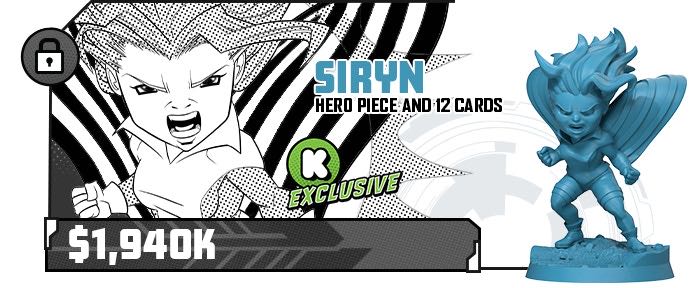 SIRYN
HERO PIECE AND 12 CARDS
K
EXCLUSIVE
$1,940K